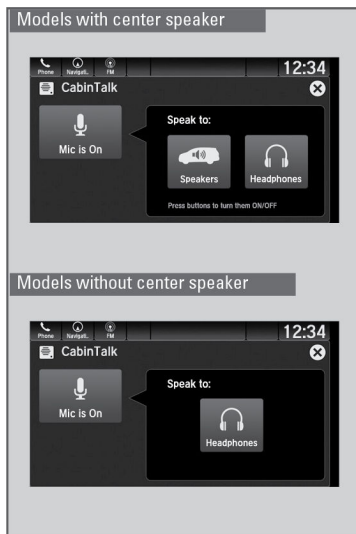 Models with center speaker
Phone Navigati.. FM 12:34
CabinTalk
Speak to:
Mic is On
Speakers Headphones
Press buttons to turn them ON/OFF
Models without center speaker
Phone Navigati.. FM 12:34
CabinTalk
Speak to:
Mic is On
Headphones